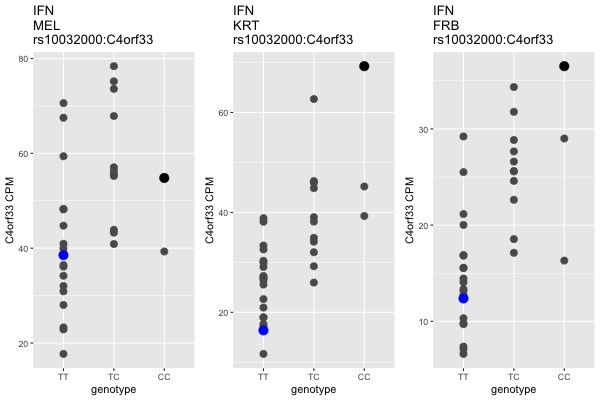 IFN
MEL
rs10032000:C4orf33
80
60
40
20
C4orf33 CPM
TT TC CC
genotype
IFN
KRT
rs10032000:C4orf33
60
40
20
C4orf33 CPM
TT TC CC
genotype
IFN
FRB
rs10032000:C4orf33
30
20
10
C4orf33 CPM
TT TC CC
genotype